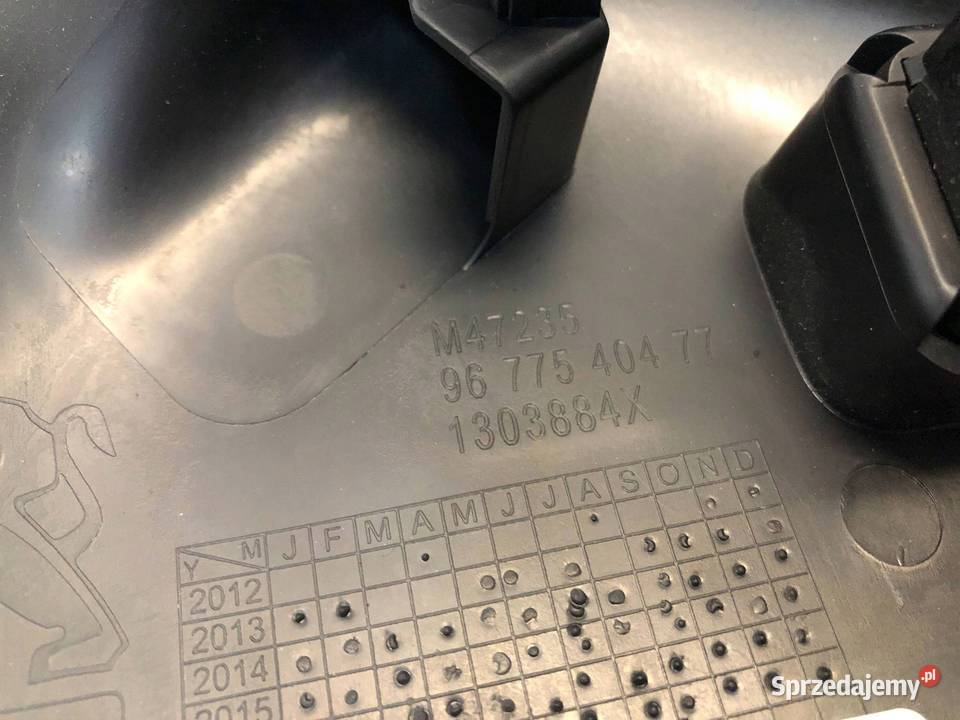 M47235
96 775 404 77
1303884X
M J F M A M J J A S O N D
Y
2012
2013
2014
2015
Sprzedajemy.pl